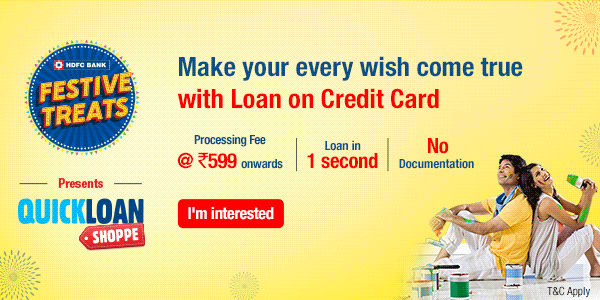 HDFC BANK
FESTIVE
TREATS
Presents
QUICKLOAN
SHOPPE
Make your every wish come true
with Loan on Credit Card
Processing Fee
@ ₹599 onwards
Loan in
1 second
No
Documentation
I'm interested
T&C Apply